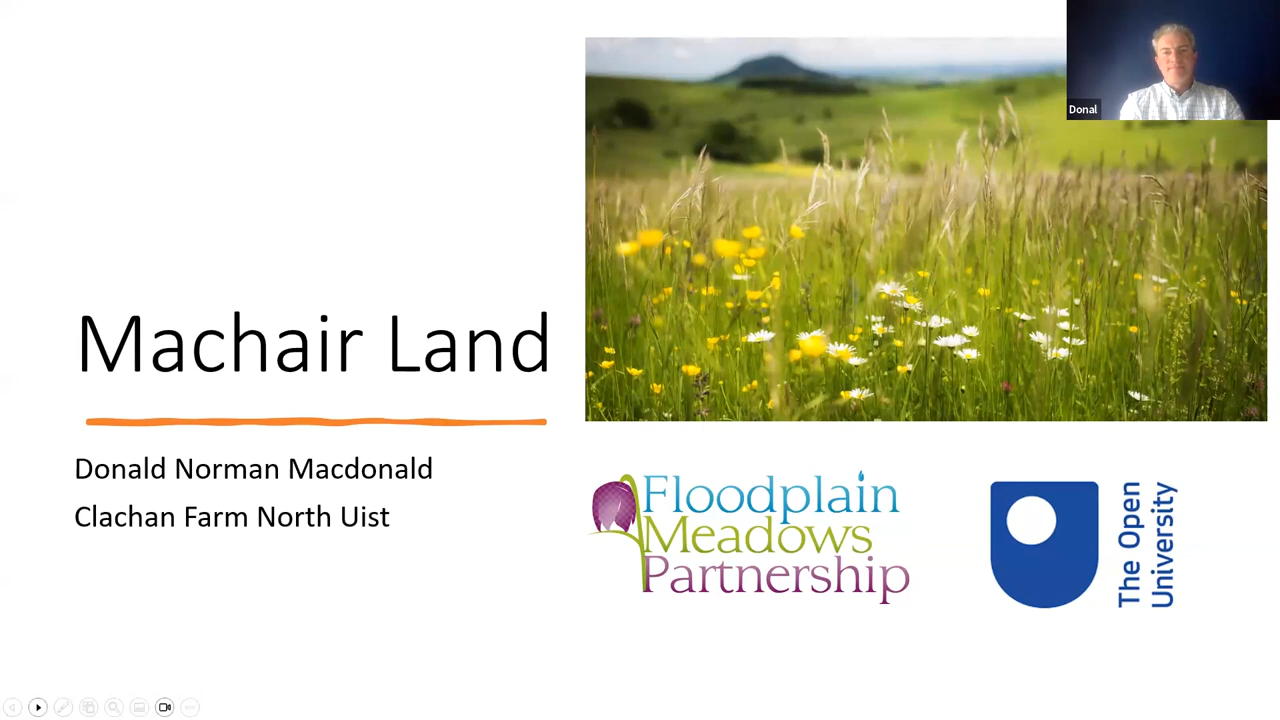 Donal
Machair Land
Donald Norman Macdonald
Clachan Farm North Uist
Floodplain
Meadows
Partnership
The Open
University